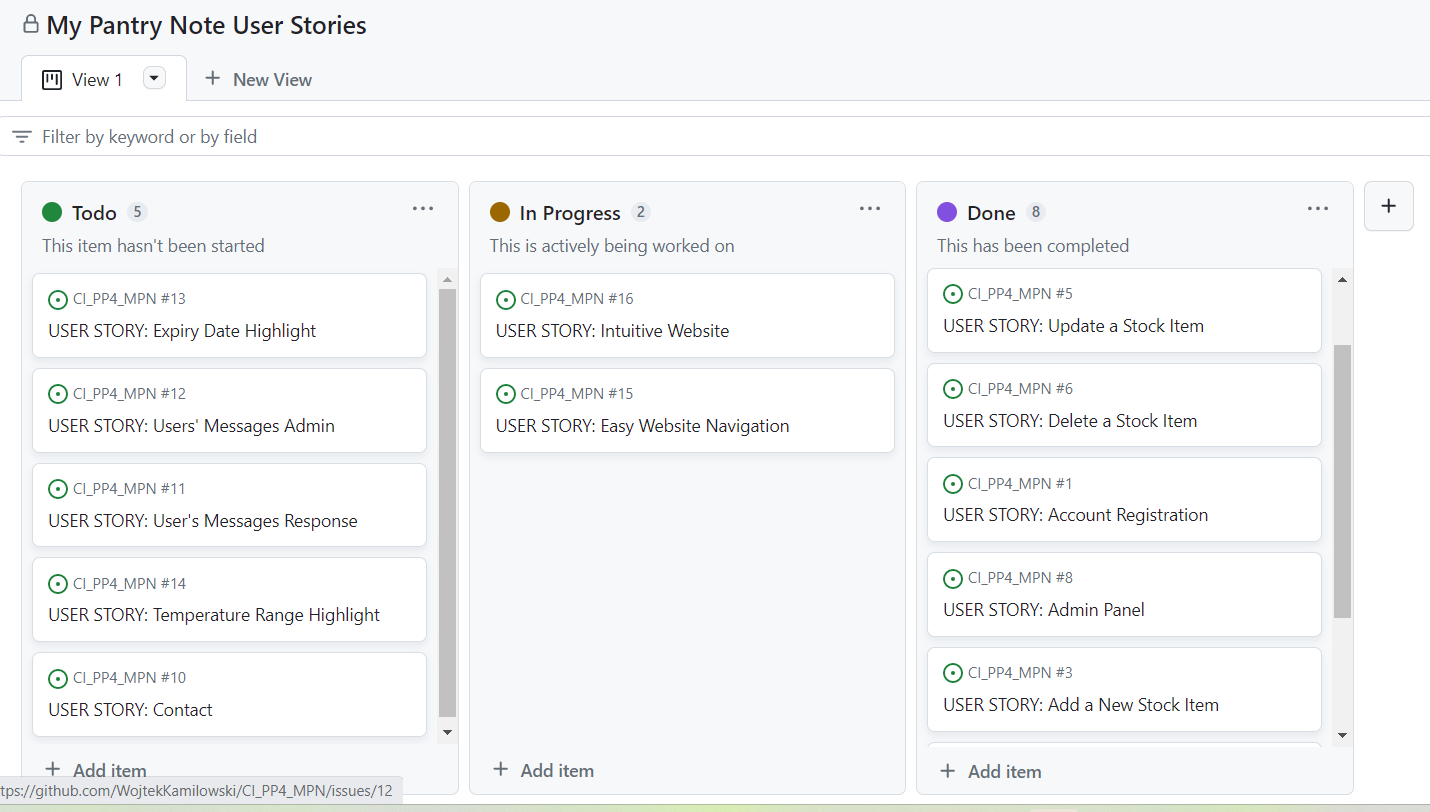 My Pantry Note User Stories
View 1
New View
Filter by keyword or by field
Todo 5
This item hasn't been started
CI_PP4_MPN #13
USER STORY: Expiry Date Highlight
CI_PP4_MPN #12
USER STORY: Users' Messages Admin
CI_PP4_MPN #11
USER STORY: User's Messages Response
CI_PP4_MPN #14
USER STORY: Temperature Range Highlight
CI_PP4_MPN #10
USER STORY: Contact
Add item
In Progress 2
This is actively being worked on
CI_PP4_MPN #16
USER STORY: Intuitive Website
CI_PP4_MPN #15
USER STORY: Easy Website Navigation
Add item
Done 8
This has been completed
CI_PP4_MPN #5
USER STORY: Update a Stock Item
CI_PP4_MPN #6
USER STORY: Delete a Stock Item
CI_PP4_MPN #1
USER STORY: Account Registration
CI_PP4_MPN #8
USER STORY: Admin Panel
CI_PP4_MPN #3
USER STORY: Add a New Stock Item
Add item
tps://github.com/WojtekKamilowski/CI_PP4_MPN/issues/12